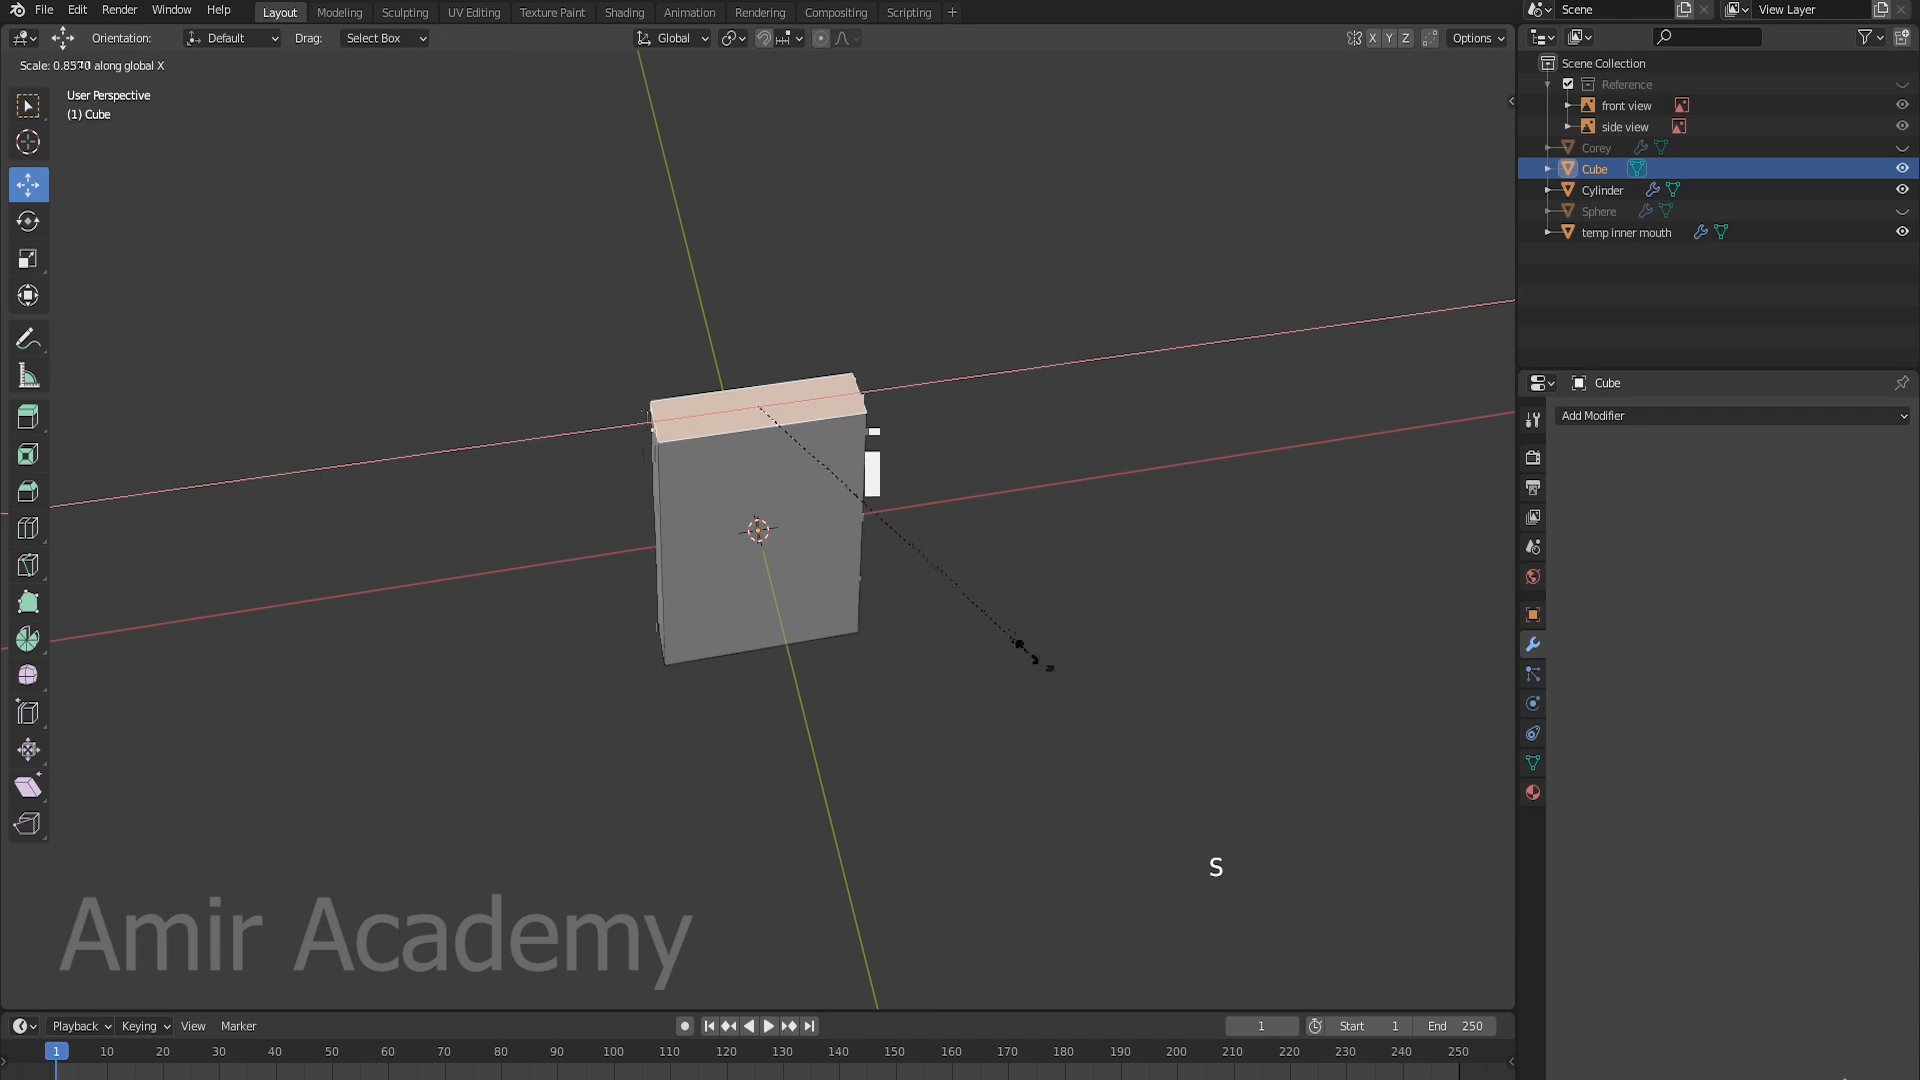 File Edit Render Window Help Layout Modeling Sculpting UV Editing Texture Paint Shading Animation Rendering Compositing Scripting + Scene View Layer
Orientation: Default Drag: Select Box Global X Y Z Options
Scale: 0.8570 along global X
User Perspective
(1) Cube
Scene Collection
Reference
front view
side view
Corey
Cube
Cylinder
Sphere
temp inner mouth
Cube
Add Modifier
S
Amir Academy
Playback Keying View Marker 1 Start 1 End 250
1 10 20 30 40 50 60 70 80 90 100 110 120 130 140 150 160 170 180 190 200 210 220 230 240 250